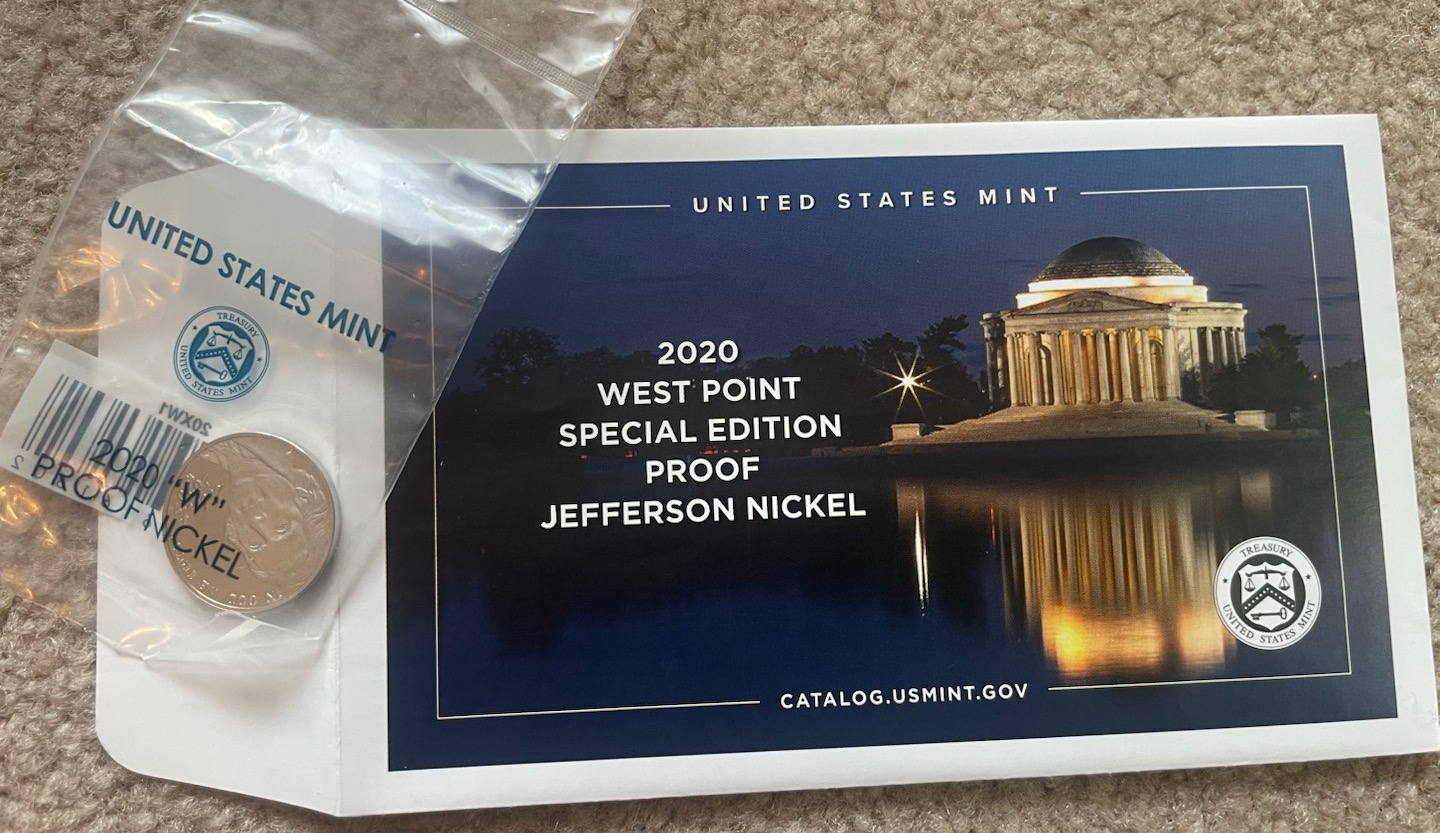 UNITED STATES MINT
TREASURY
UNITED STATES MINT
20XW1
2020 "W"
PROOF NICKEL
UNITED STATES MINT
2020
WEST POINT
SPECIAL EDITION
PROOF
JEFFERSON NICKEL
TREASURY
UNITED STATES MINT
CATALOG.USMINT.GOV